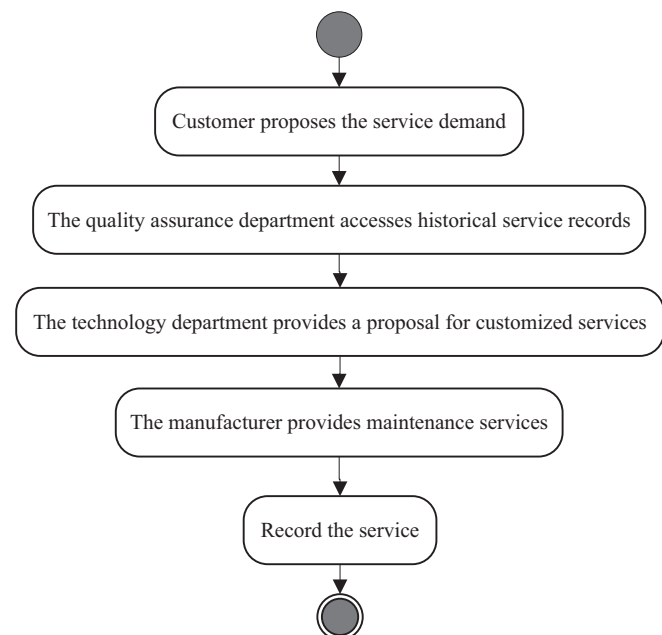 Customer proposes the service demand
The quality assurance department accesses historical service records
The technology department provides a proposal for customized services
The manufacturer provides maintenance services
Record the service